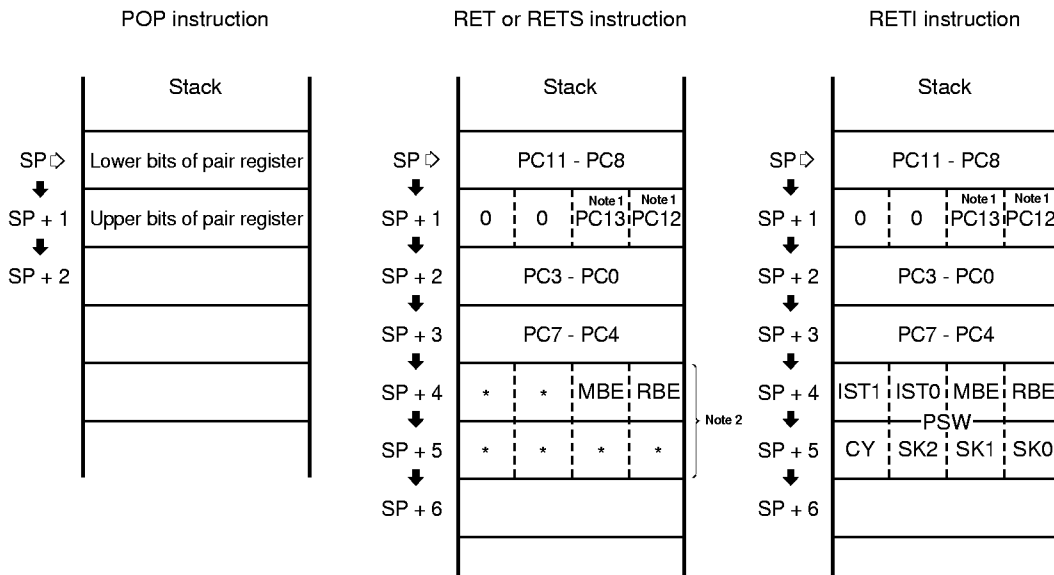 POP instruction
Stack
SP Lower bits of pair register
SP + 1 Upper bits of pair register
SP + 2
RET or RETS instruction
Stack
SP PC11 - PC8
Note 1 Note 1
SP + 1 0 0 PC13 PC12
SP + 2 PC3 - PC0
SP + 3 PC7 - PC4
SP + 4 * * MBE RBE
Note 2
SP + 5 * * * *
SP + 6
RETI instruction
Stack
SP PC11 - PC8
Note 1 Note 1
SP + 1 0 0 PC13 PC12
SP + 2 PC3 - PC0
SP + 3 PC7 - PC4
SP + 4 IST1 IST0 MBE RBE
PSW
SP + 5 CY SK2 SK1 SK0
SP + 6